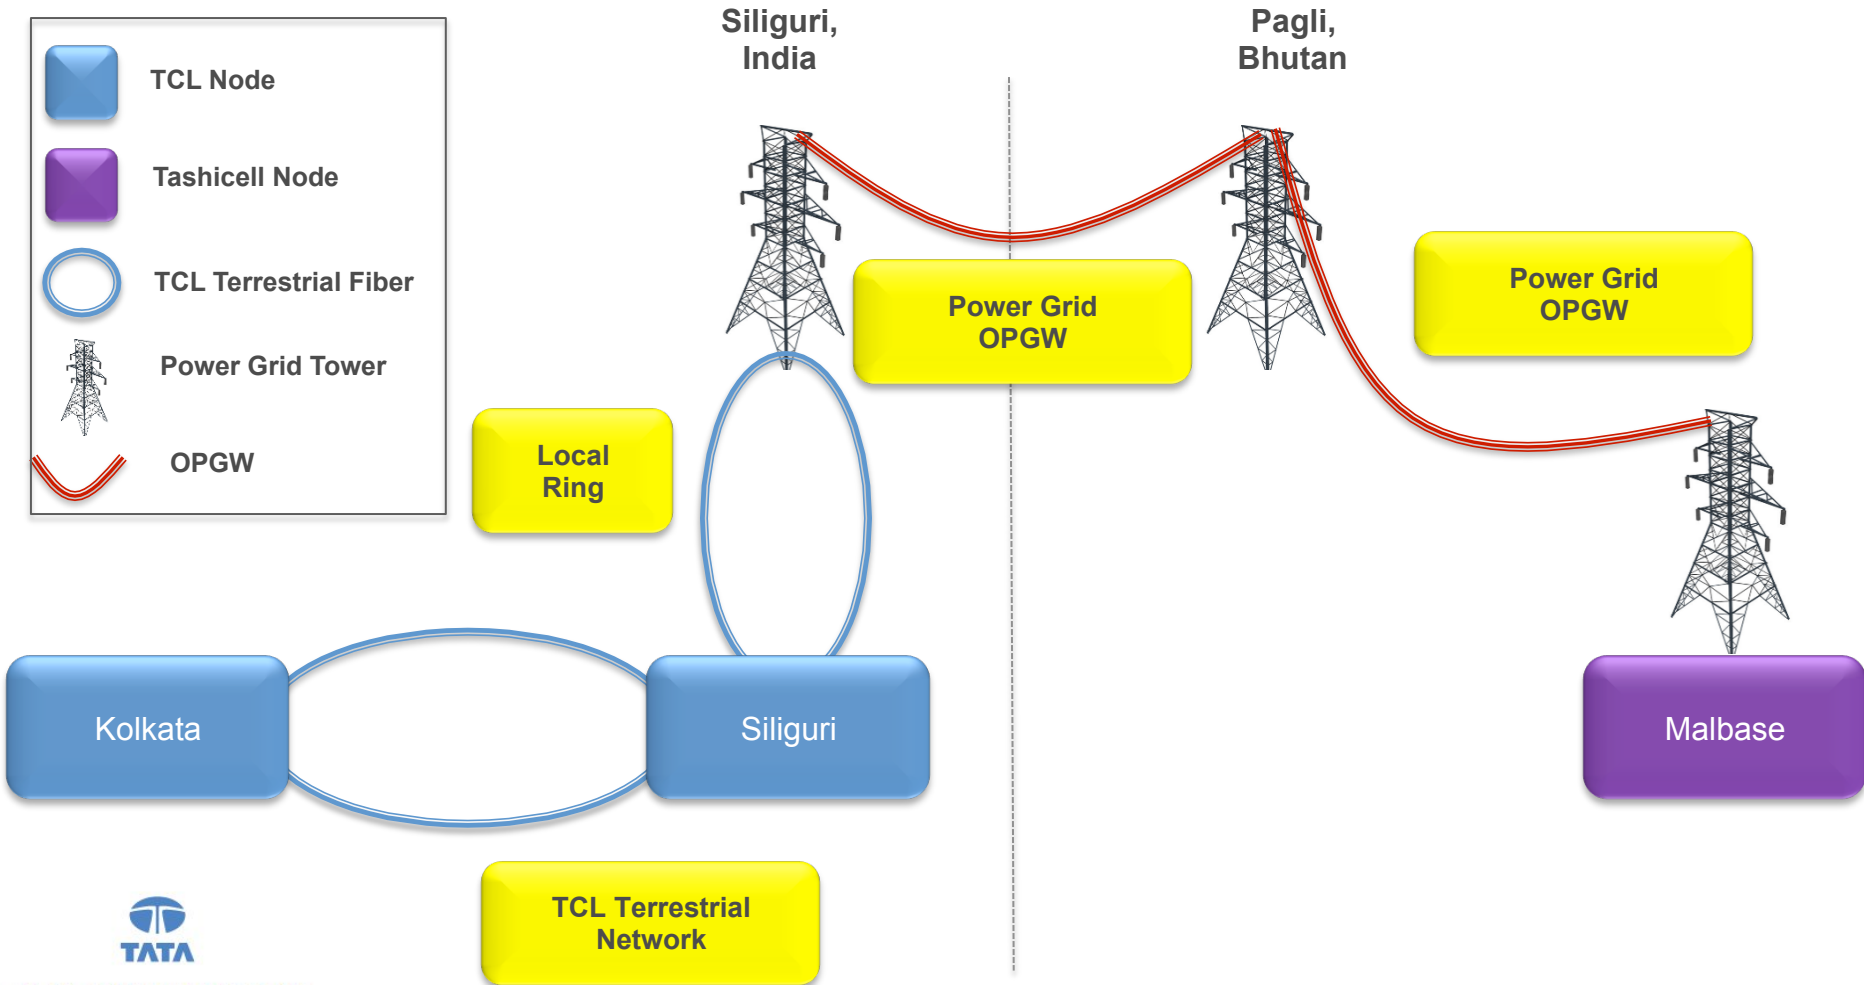 Siliguri,
India
Pagli,
Bhutan
TCL Node
Tashicell Node
TCL Terrestrial Fiber
Power Grid Tower
OPGW
Power Grid
OPGW
Power Grid
OPGW
Local
Ring
Kolkata
Siliguri
Malbase
TCL Terrestrial
Network
TATA